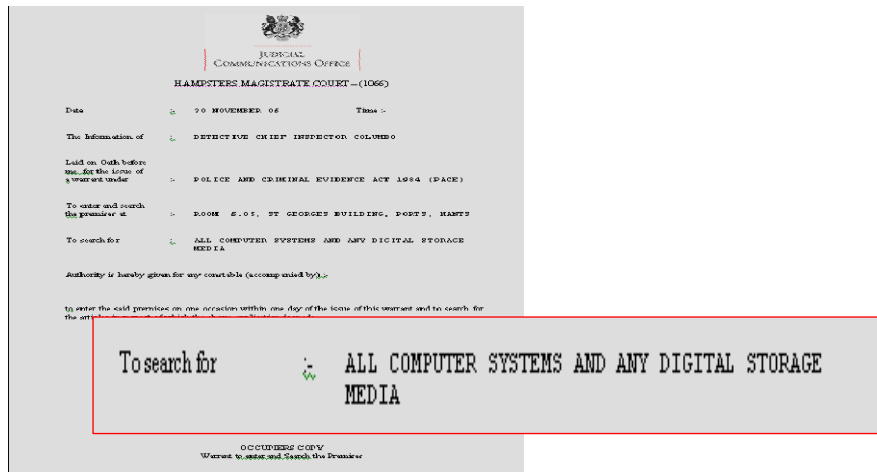 JUDICIAL
COMMUNICATIONS OFFICE
HAMPSTERS MAGISTRATE COURT – (1066)
Date :- 20 NOVEMBER 06 Time :-
The Information of :- DETECTIVE CHIEF INSPECTOR COLUMBO
Laid on Oath before
me, for the issue of
a warrant under :- POLICE AND CRIMINAL EVIDENCE ACT 1984 (PACE)
To enter and search
the premises at :- ROOM 6.05, ST GEORGES BUILDING, PORTS, HANTS
To search for :- ALL COMPUTER SYSTEMS AND ANY DIGITAL STORAGE
MEDIA
Authority is hereby given for any constable (accompanied by) :-
to enter the said premises on one occasion within one day of the issue of this warrant and to search for
To search for :- ALL COMPUTER SYSTEMS AND ANY DIGITAL STORAGE
MEDIA
OCCUPIERS COPY
Warrant to enter and Search the Premises